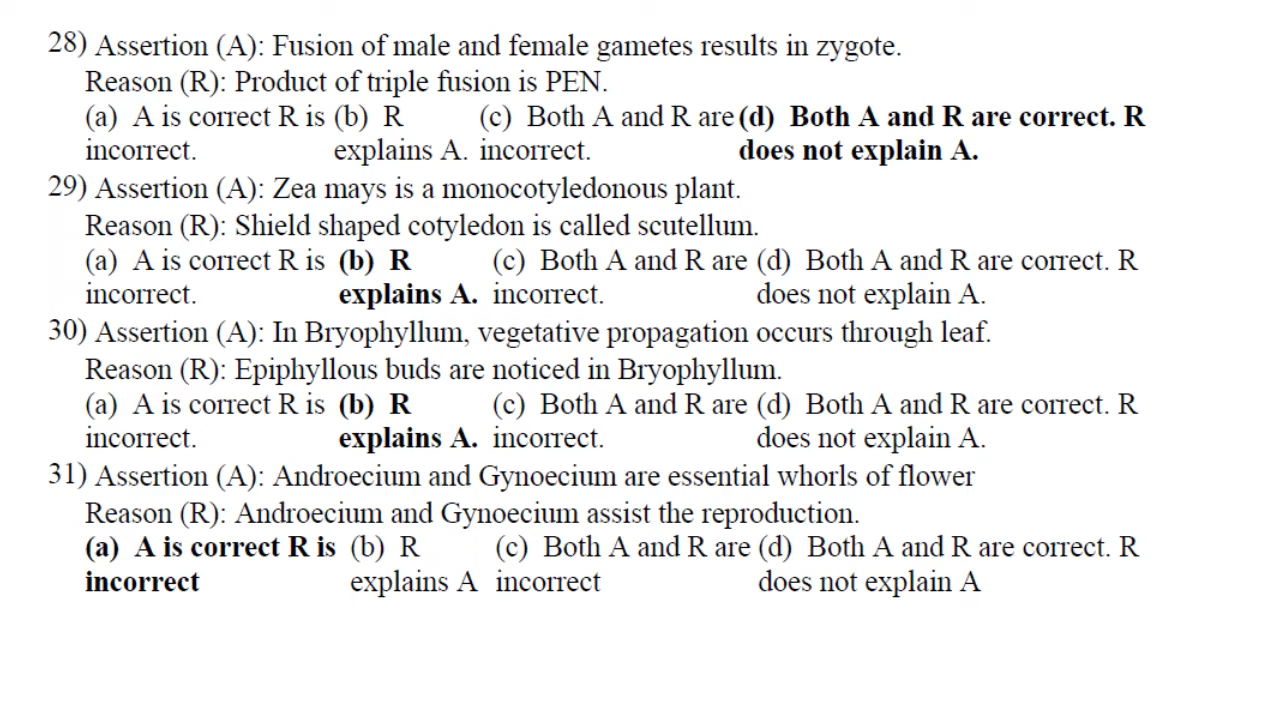 28) Assertion (A): Fusion of male and female gametes results in zygote.
Reason (R): Product of triple fusion is PEN.
(a) A is correct R is (b) R (c) Both A and R are (d) Both A and R are correct. R
incorrect. explains A. incorrect. does not explain A.
29) Assertion (A): Zea mays is a monocotyledonous plant.
Reason (R): Shield shaped cotyledon is called scutellum.
(a) A is correct R is (b) R (c) Both A and R are (d) Both A and R are correct. R
incorrect. explains A. incorrect. does not explain A.
30) Assertion (A): In Bryophyllum, vegetative propagation occurs through leaf.
Reason (R): Epiphyllous buds are noticed in Bryophyllum.
(a) A is correct R is (b) R (c) Both A and R are (d) Both A and R are correct. R
incorrect. explains A. incorrect. does not explain A.
31) Assertion (A): Androecium and Gynoecium are essential whorls of flower
Reason (R): Androecium and Gynoecium assist the reproduction.
(a) A is correct R is (b) R (c) Both A and R are (d) Both A and R are correct. R
incorrect explains A incorrect does not explain A